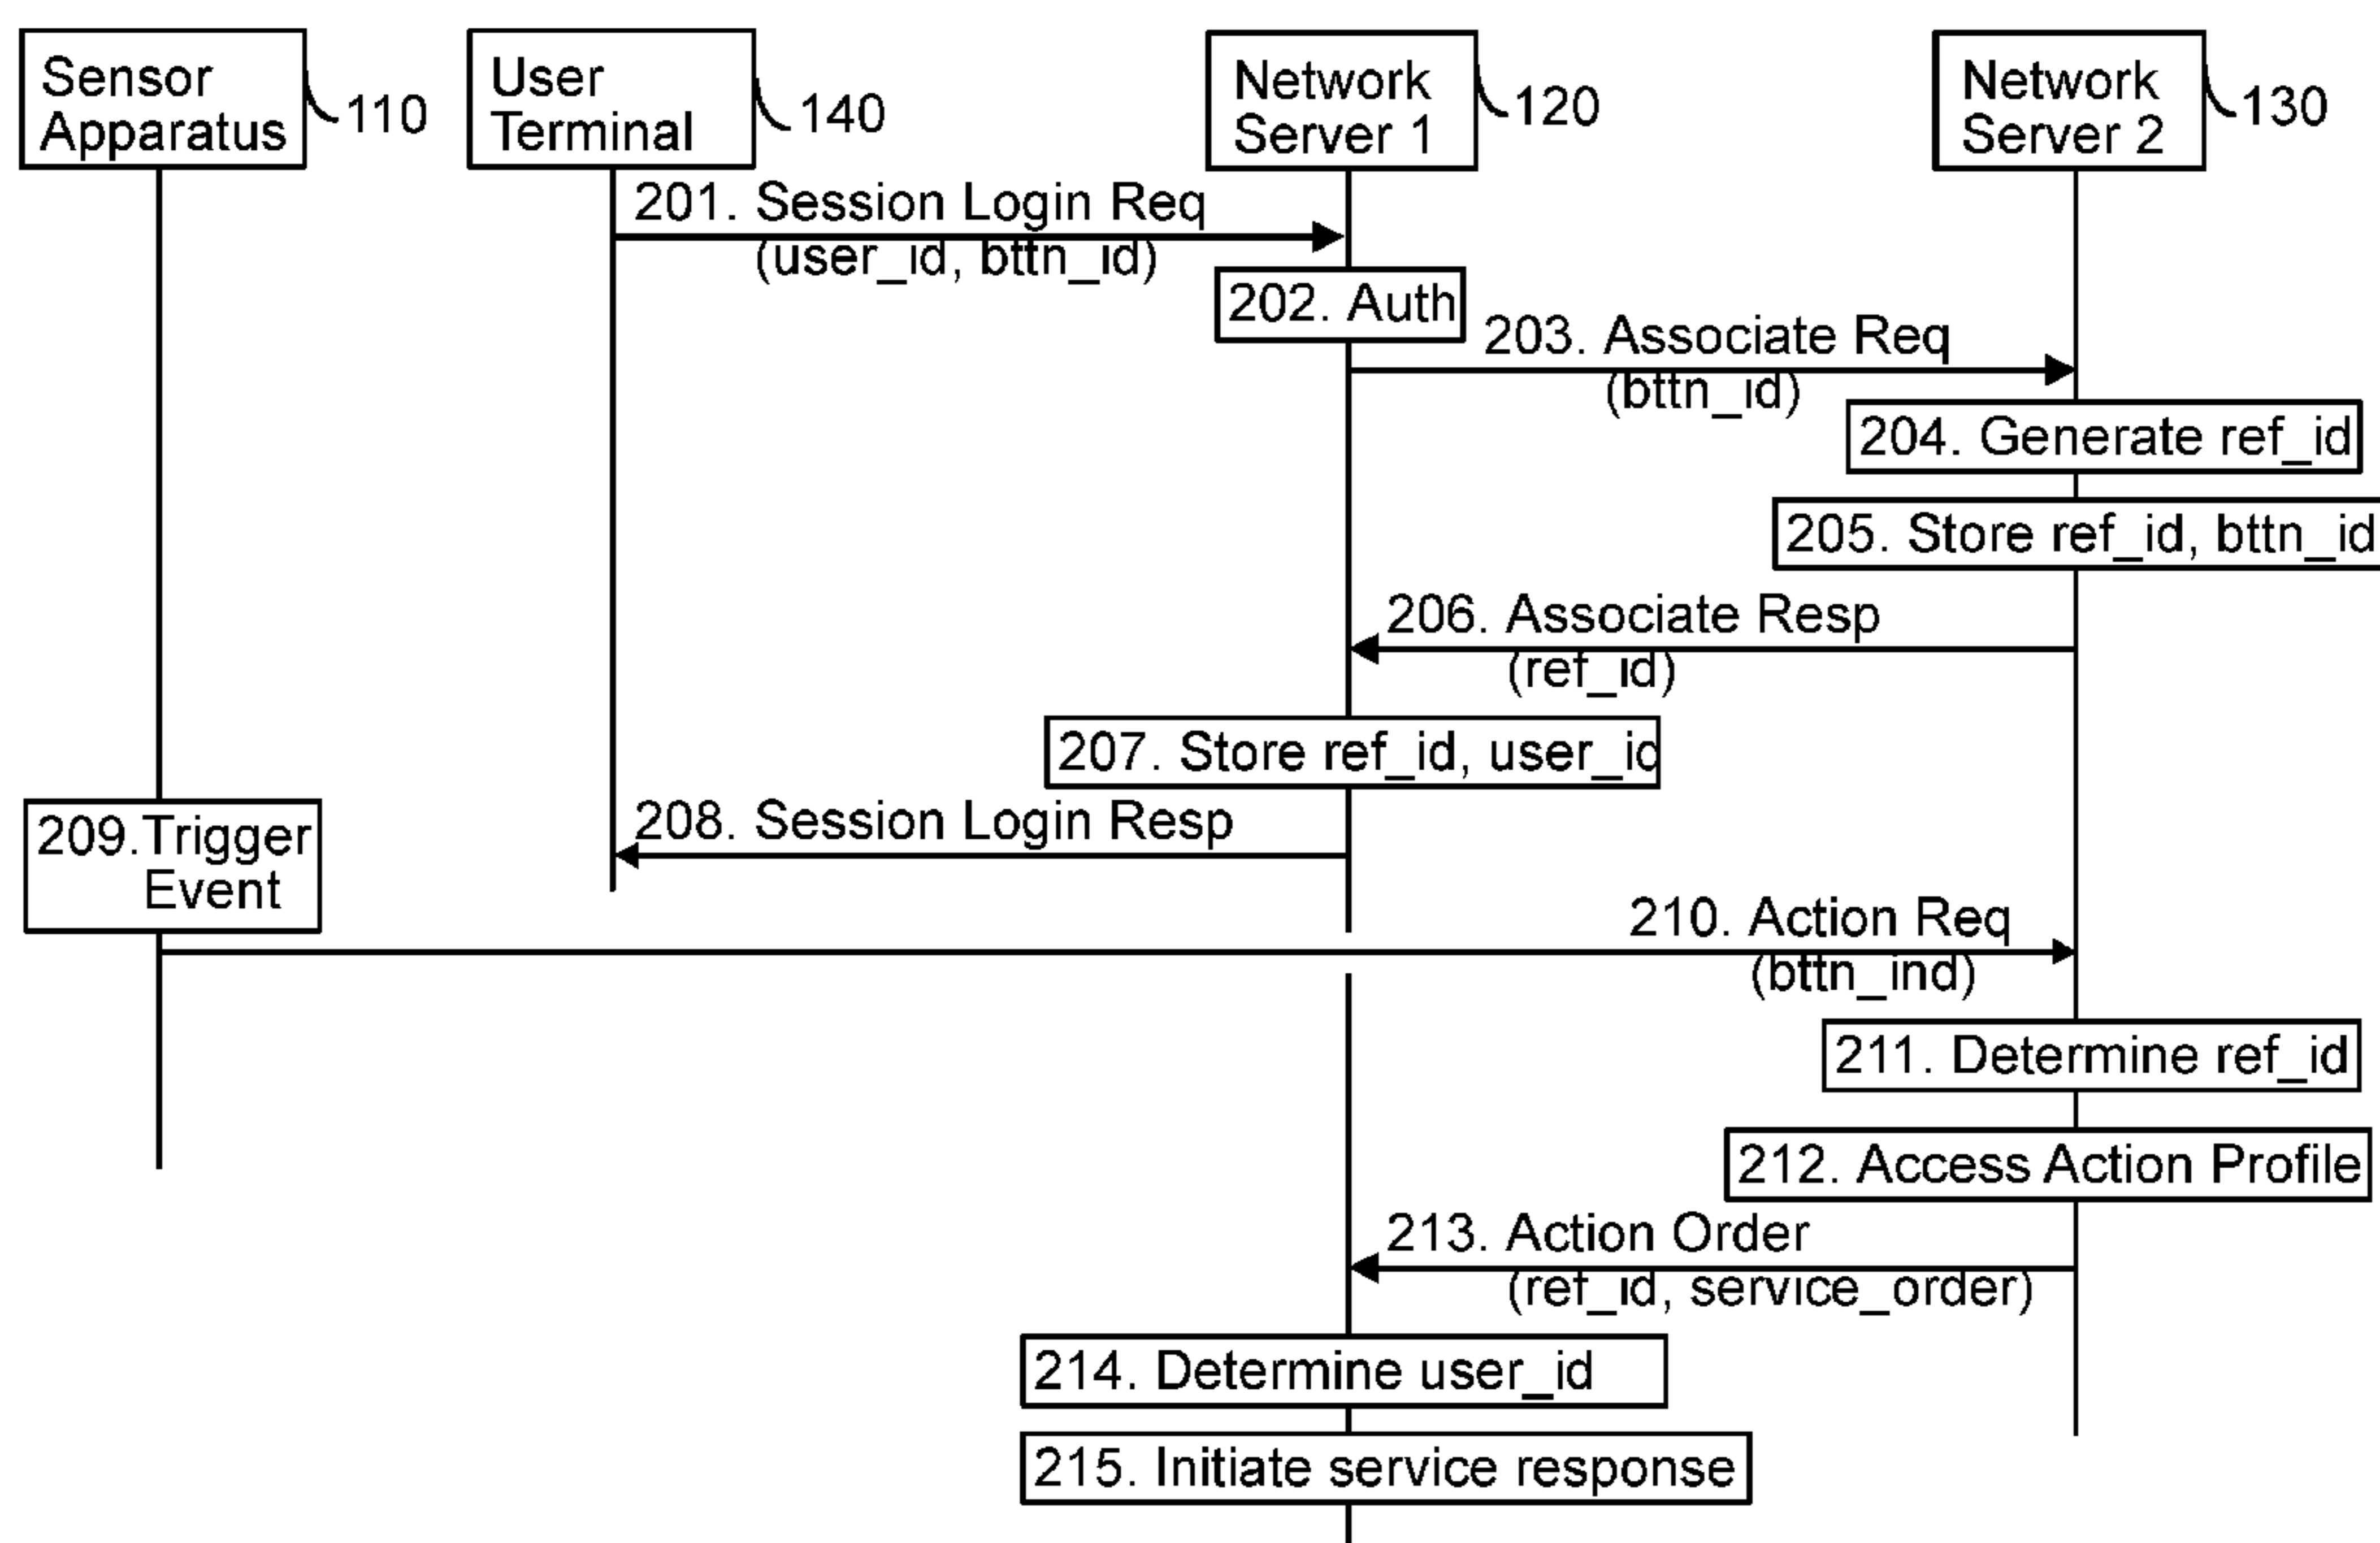 Sensor
Apparatus
110
User
Terminal
140
Network
Server 1
120
Network
Server 2
130
201. Session Login Req
(user_id, bttn_id)
202. Auth
203. Associate Req
(bttn_id)
204. Generate ref_id
205. Store ref_id, bttn_id
206. Associate Resp
(ref_id)
207. Store ref_id, user_id
208. Session Login Resp
209. Trigger
Event
210. Action Req
(bttn_ind)
211. Determine ref_id
212. Access Action Profile
213. Action Order
(ref_id, service_order)
214. Determine user_id
215. Initiate service response